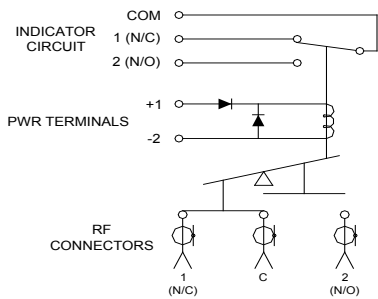 COM
INDICATOR
CIRCUIT
1 (N/C)
2 (N/O)
+1
PWR TERMINALS
-2
RF
CONNECTORS
1
(N/C)
C
2
(N/O)